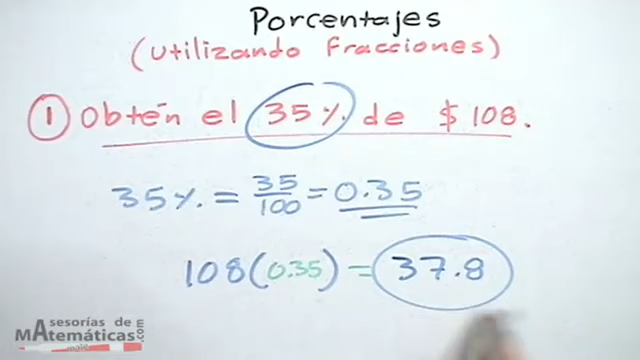 Porcentajes
(utilizando fracciones)
1 Obtén el 35%. de $108.
35%. = 35/100 = 0.35
108(0.35) = 37.8
Asesorías de
Matemáticas.com